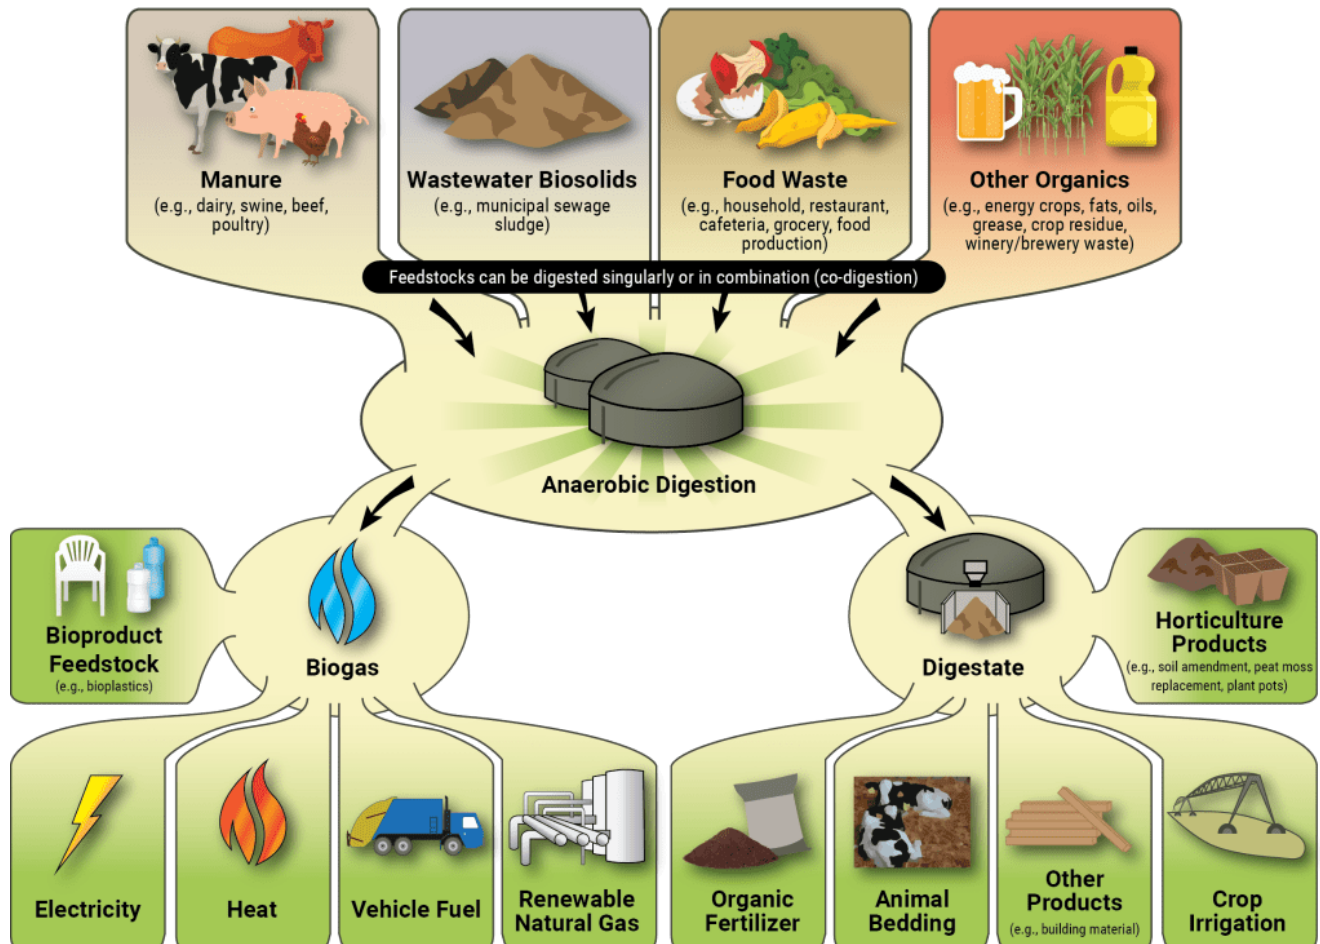 Manure
(e.g., dairy, swine, beef,
poultry)
Wastewater Biosolids
(e.g., municipal sewage
sludge)
Food Waste
(e.g., household, restaurant,
cafeteria, grocery, food
production)
Other Organics
(e.g., energy crops, fats, oils,
grease, crop residue,
winery/brewery waste)
Feedstocks can be digested singularly or in combination (co-digestion)
Anaerobic Digestion
Bioproduct
Feedstock
(e.g., bioplastics)
Biogas
Digestate
Horticulture
Products
(e.g., soil amendment, peat moss
replacement, plant pots)
Electricity
Heat
Vehicle Fuel
Renewable
Natural Gas
Organic
Fertilizer
Animal
Bedding
Other
Products
(e.g., building material)
Crop
Irrigation